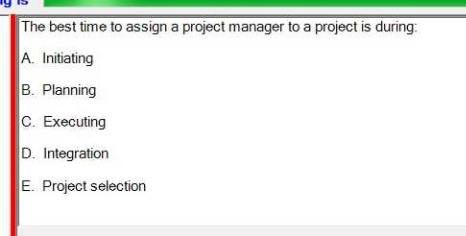 The best time to assign a project manager to a project is during:
A. Initiating
B. Planning
C. Executing
D. Integration
E. Project selection